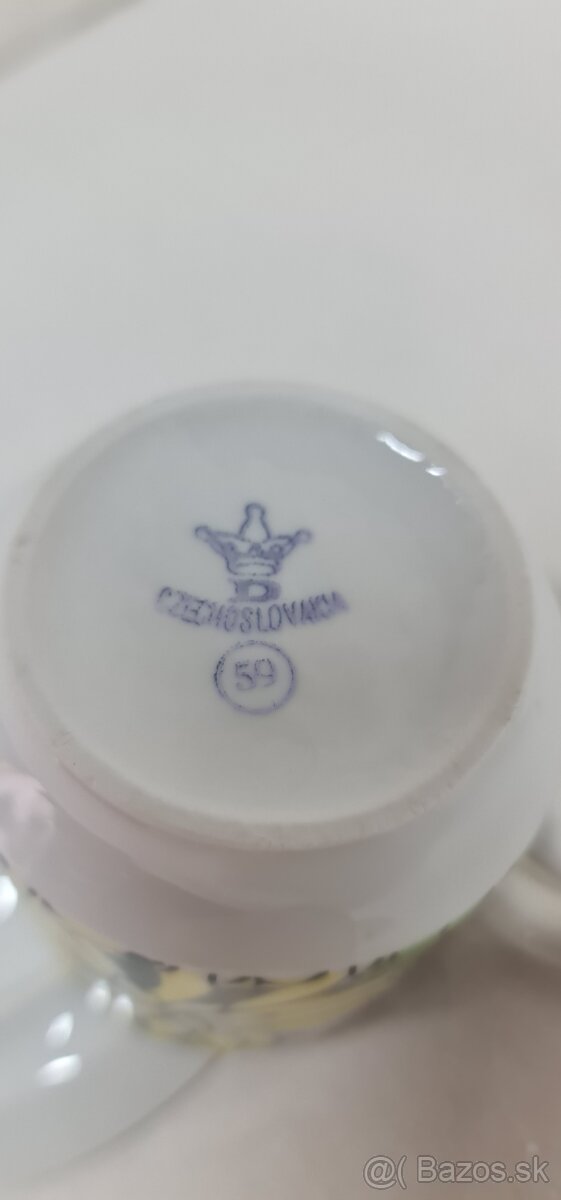 D
CZECHOSLOVAKIA
59
@( Bazos.sk